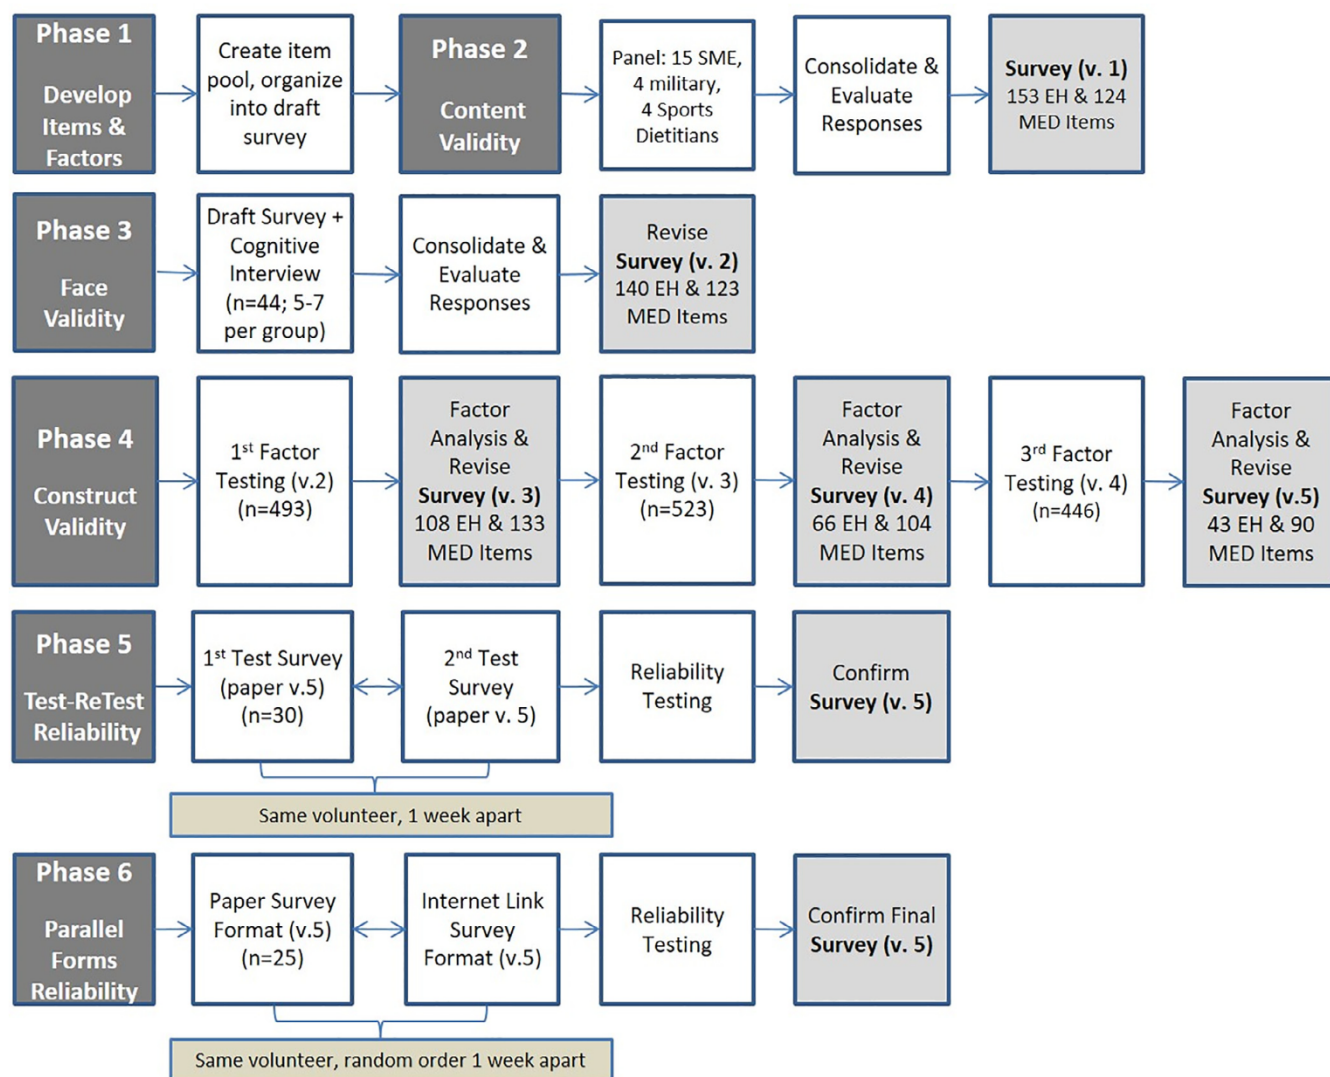 Phase 1
Develop
Items &
Factors
Create item
pool, organize
into draft
survey
Phase 2
Content
Validity
Panel: 15 SME,
4 military,
4 Sports
Dietitians
Consolidate &
Evaluate
Responses
Survey (v. 1)
153 EH & 124
MED Items
Phase 3
Face
Validity
Draft Survey +
Cognitive
Interview
(n=44; 5-7
per group)
Consolidate &
Evaluate
Responses
Revise
Survey (v. 2)
140 EH & 123
MED Items
Phase 4
Construct
Validity
1st Factor
Testing (v.2)
(n=493)
Factor
Analysis &
Revise
Survey (v. 3)
108 EH & 133
MED Items
2nd Factor
Testing (v. 3)
(n=523)
Factor
Analysis &
Revise
Survey (v. 4)
66 EH & 104
MED Items
3rd Factor
Testing (v. 4)
(n=446)
Factor
Analysis &
Revise
Survey (v.5)
43 EH & 90
MED Items
Phase 5
Test-ReTest
Reliability
1st Test Survey
(paper v.5)
(n=30)
2nd Test
Survey
(paper v. 5)
Reliability
Testing
Confirm
Survey (v. 5)
Same volunteer, 1 week apart
Phase 6
Parallel
Forms
Reliability
Paper Survey
Format (v.5)
(n=25)
Internet Link
Survey
Format (v.5)
Reliability
Testing
Confirm Final
Survey (v. 5)
Same volunteer, random order 1 week apart